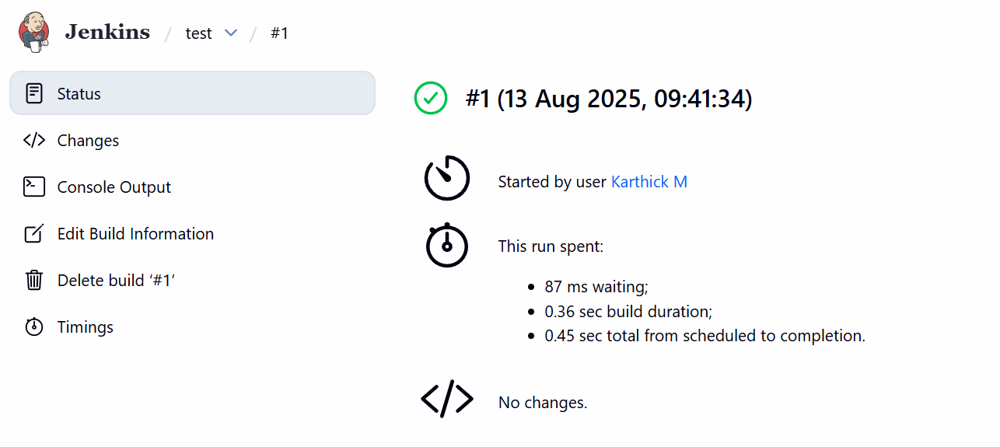 Jenkins / test / #1
Status
Changes
Console Output
Edit Build Information
Delete build ‘#1’
Timings
#1 (13 Aug 2025, 09:41:34)
Started by user Karthick M
This run spent:
• 87 ms waiting;
• 0.36 sec build duration;
• 0.45 sec total from scheduled to completion.
No changes.